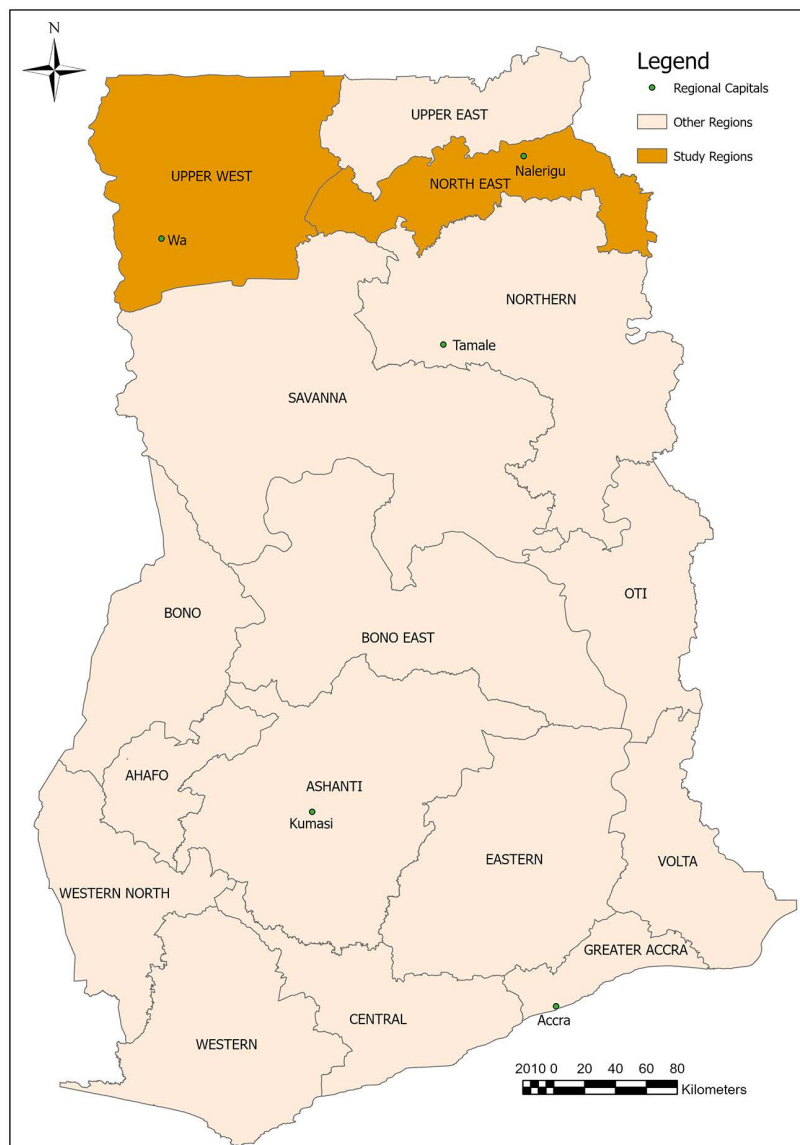 N
Legend
Regional Capitals
Other Regions
Study Regions
UPPER EAST
UPPER WEST
NORTH EAST
Nalerigu
Wa
NORTHERN
Tamale
SAVANNA
BONO
OTI
BONO EAST
AHAFO
ASHANTI
Kumasi
EASTERN
VOLTA
WESTERN NORTH
GREATER ACCRA
CENTRAL
Accra
WESTERN
2010 0 20 40 60 80
Kilometers